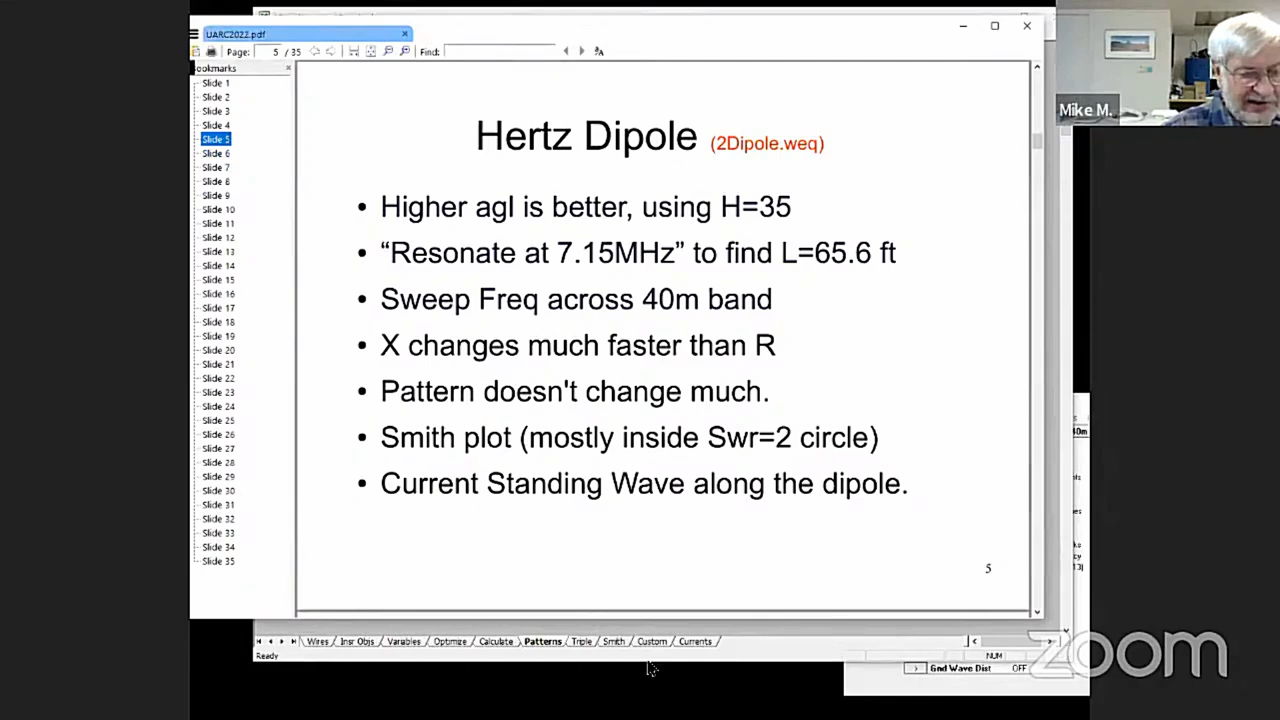 UARC2022.pdf
Page: 5 / 35 Find:
ookmarks
Slide 1
Slide 2
Slide 3
Slide 4
Slide 5
Slide 6
Slide 7
Slide 8
Slide 9
Slide 10
Slide 11
Slide 12
Slide 13
Slide 14
Slide 15
Slide 16
Slide 17
Slide 18
Slide 19
Slide 20
Slide 21
Slide 22
Slide 23
Slide 24
Slide 25
Slide 26
Slide 27
Slide 28
Slide 29
Slide 30
Slide 31
Slide 32
Slide 33
Slide 34
Slide 35
Hertz Dipole (2Dipole.weq)
• Higher agl is better, using H=35
• “Resonate at 7.15MHz” to find L=65.6 ft
• Sweep Freq across 40m band
• X changes much faster than R
• Pattern doesn't change much.
• Smith plot (mostly inside Swr=2 circle)
• Current Standing Wave along the dipole.
5
Mike M.
40m
Wires Insr Objs Variables Optimize Calculate Patterns Triple Smith Custom Currents
Ready NUM
Gnd Wave Dist OFF
zoom